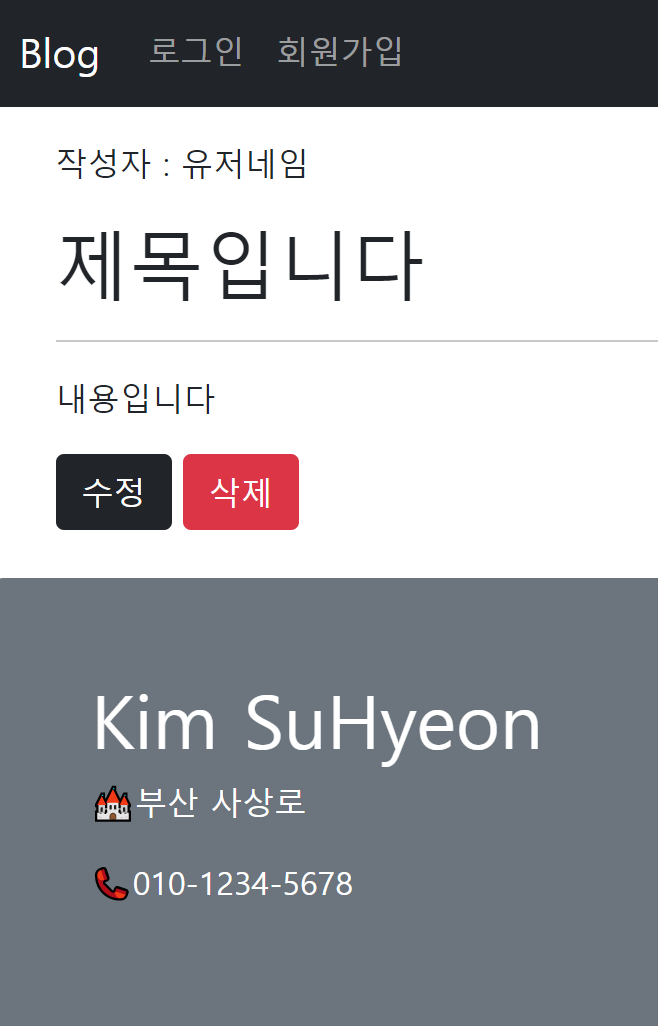 Blog 로그인 회원가입
작성자 : 유저네임
제목입니다
내용입니다
수정 삭제
Kim SuHyeon
🏰부산 사상로
📞010-1234-5678